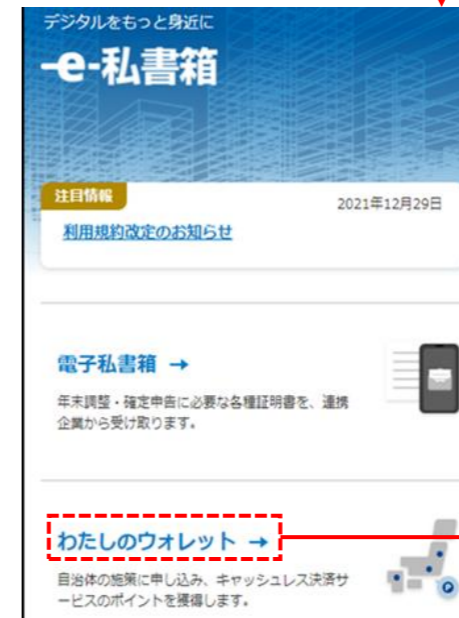 デジタルをもっと身近に
-e-私書箱
注目情報
2021年12月29日
利用規約改定のお知らせ
電子私書箱 →
年末調整・確定申告に必要な各種証明書を、連携
企業から受け取ります。
わたしのウォレット →
自治体の施策に申し込み、キャッシュレス決済サ
ービスのポイントを獲得します。
P